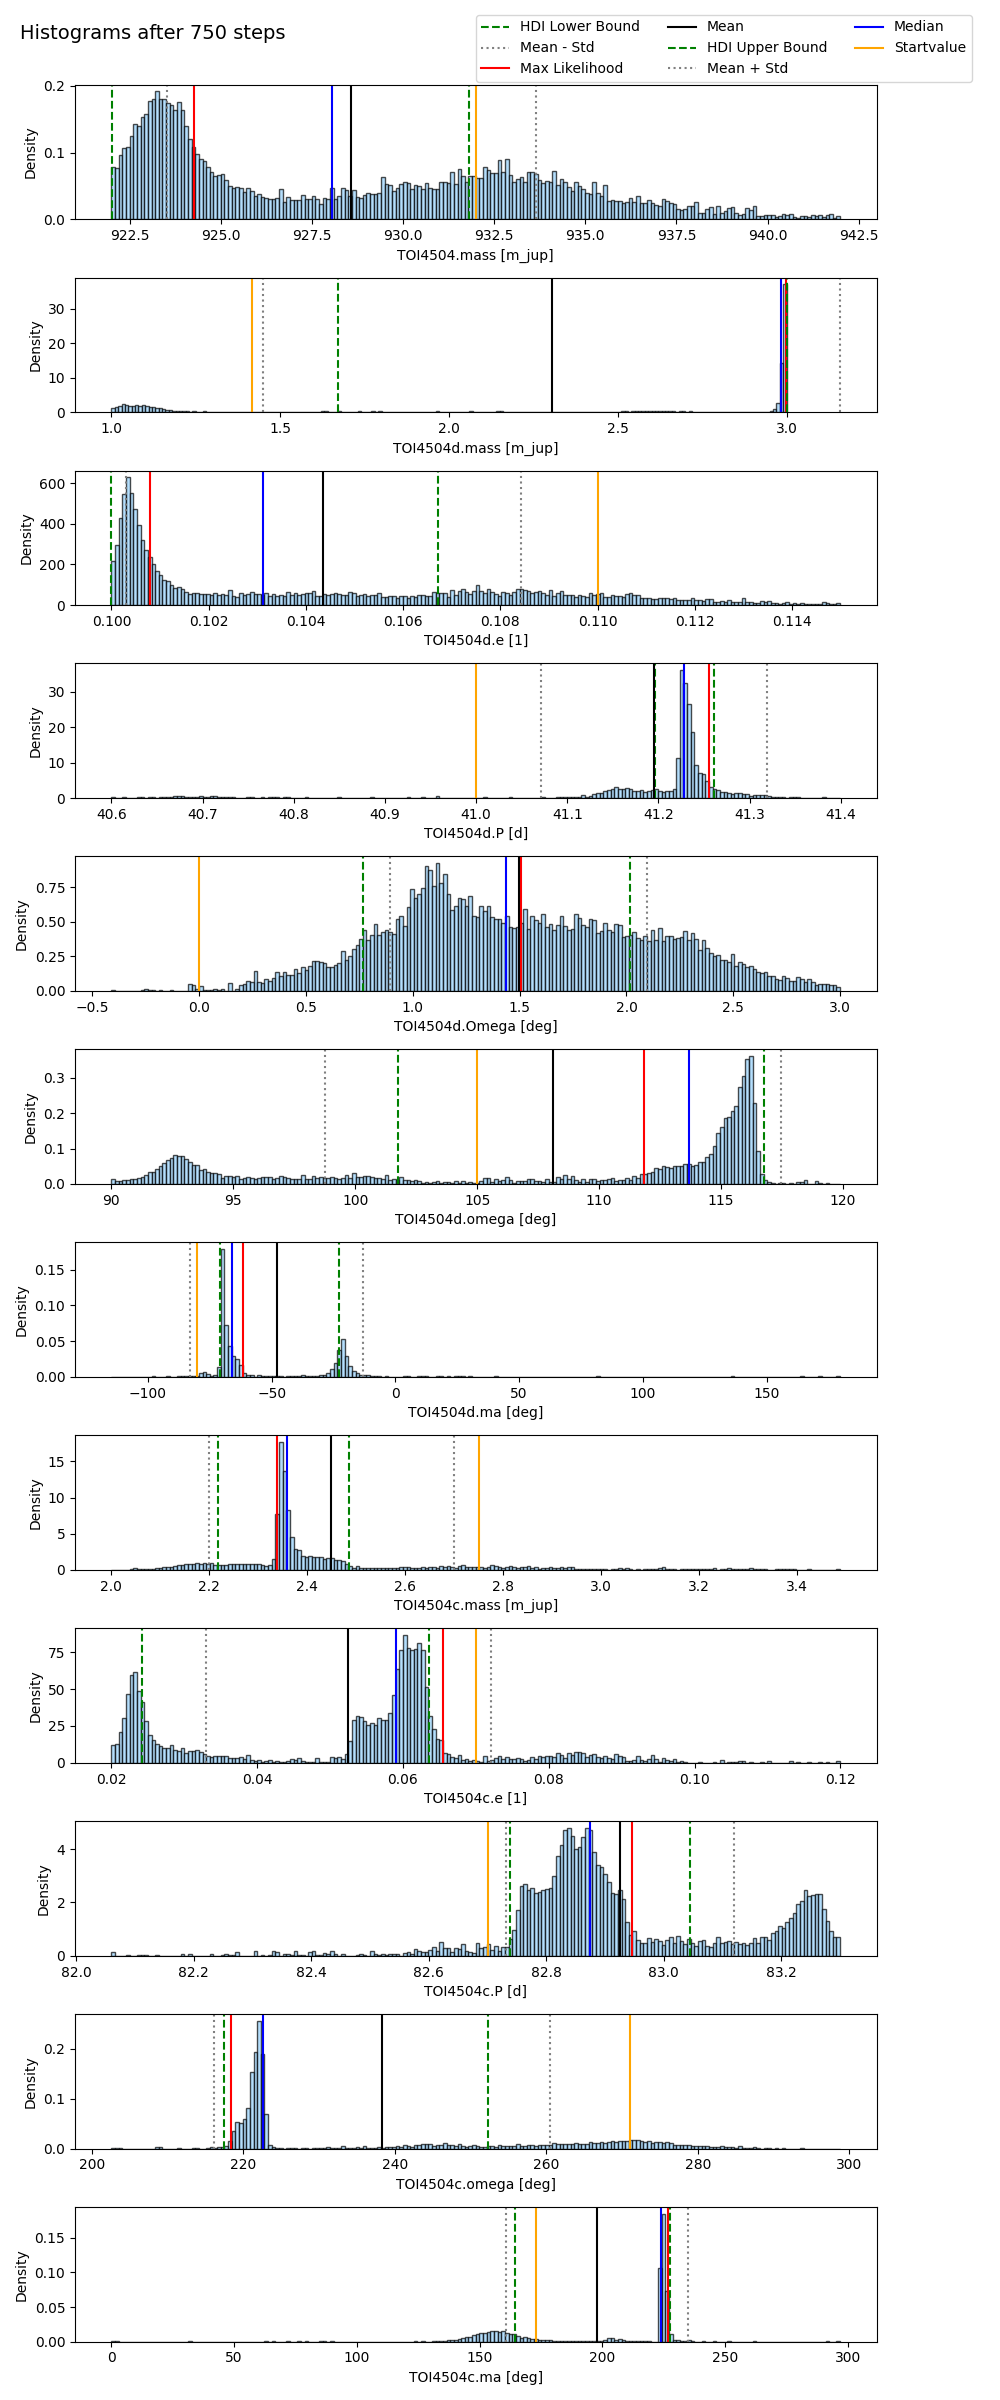 Histograms after 750 steps
HDI Lower Bound Mean Median
Mean - Std HDI Upper Bound Startvalue
Max Likelihood Mean + Std
0.2
0.1
0.0
Density
922.5 925.0 927.5 930.0 932.5 935.0 937.5 940.0 942.5
TOI4504.mass [m_jup]
30
20
10
0
Density
1.0 1.5 2.0 2.5 3.0
TOI4504d.mass [m_jup]
600
400
200
0
Density
0.100 0.102 0.104 0.106 0.108 0.110 0.112 0.114
TOI4504d.e [1]
30
20
10
0
Density
40.6 40.7 40.8 40.9 41.0 41.1 41.2 41.3 41.4
TOI4504d.P [d]
0.75
0.50
0.25
0.00
Density
−0.5 0.0 0.5 1.0 1.5 2.0 2.5 3.0
TOI4504d.Omega [deg]
0.3
0.2
0.1
0.0
Density
90 95 100 105 110 115 120
TOI4504d.omega [deg]
0.15
0.10
0.05
0.00
Density
−100 −50 0 50 100 150
TOI4504d.ma [deg]
15
10
5
0
Density
2.0 2.2 2.4 2.6 2.8 3.0 3.2 3.4
TOI4504c.mass [m_jup]
75
50
25
0
Density
0.02 0.04 0.06 0.08 0.10 0.12
TOI4504c.e [1]
4
2
0
Density
82.0 82.2 82.4 82.6 82.8 83.0 83.2
TOI4504c.P [d]
0.2
0.1
0.0
Density
200 220 240 260 280 300
TOI4504c.omega [deg]
0.15
0.10
0.05
0.00
Density
0 50 100 150 200 250 300
TOI4504c.ma [deg]